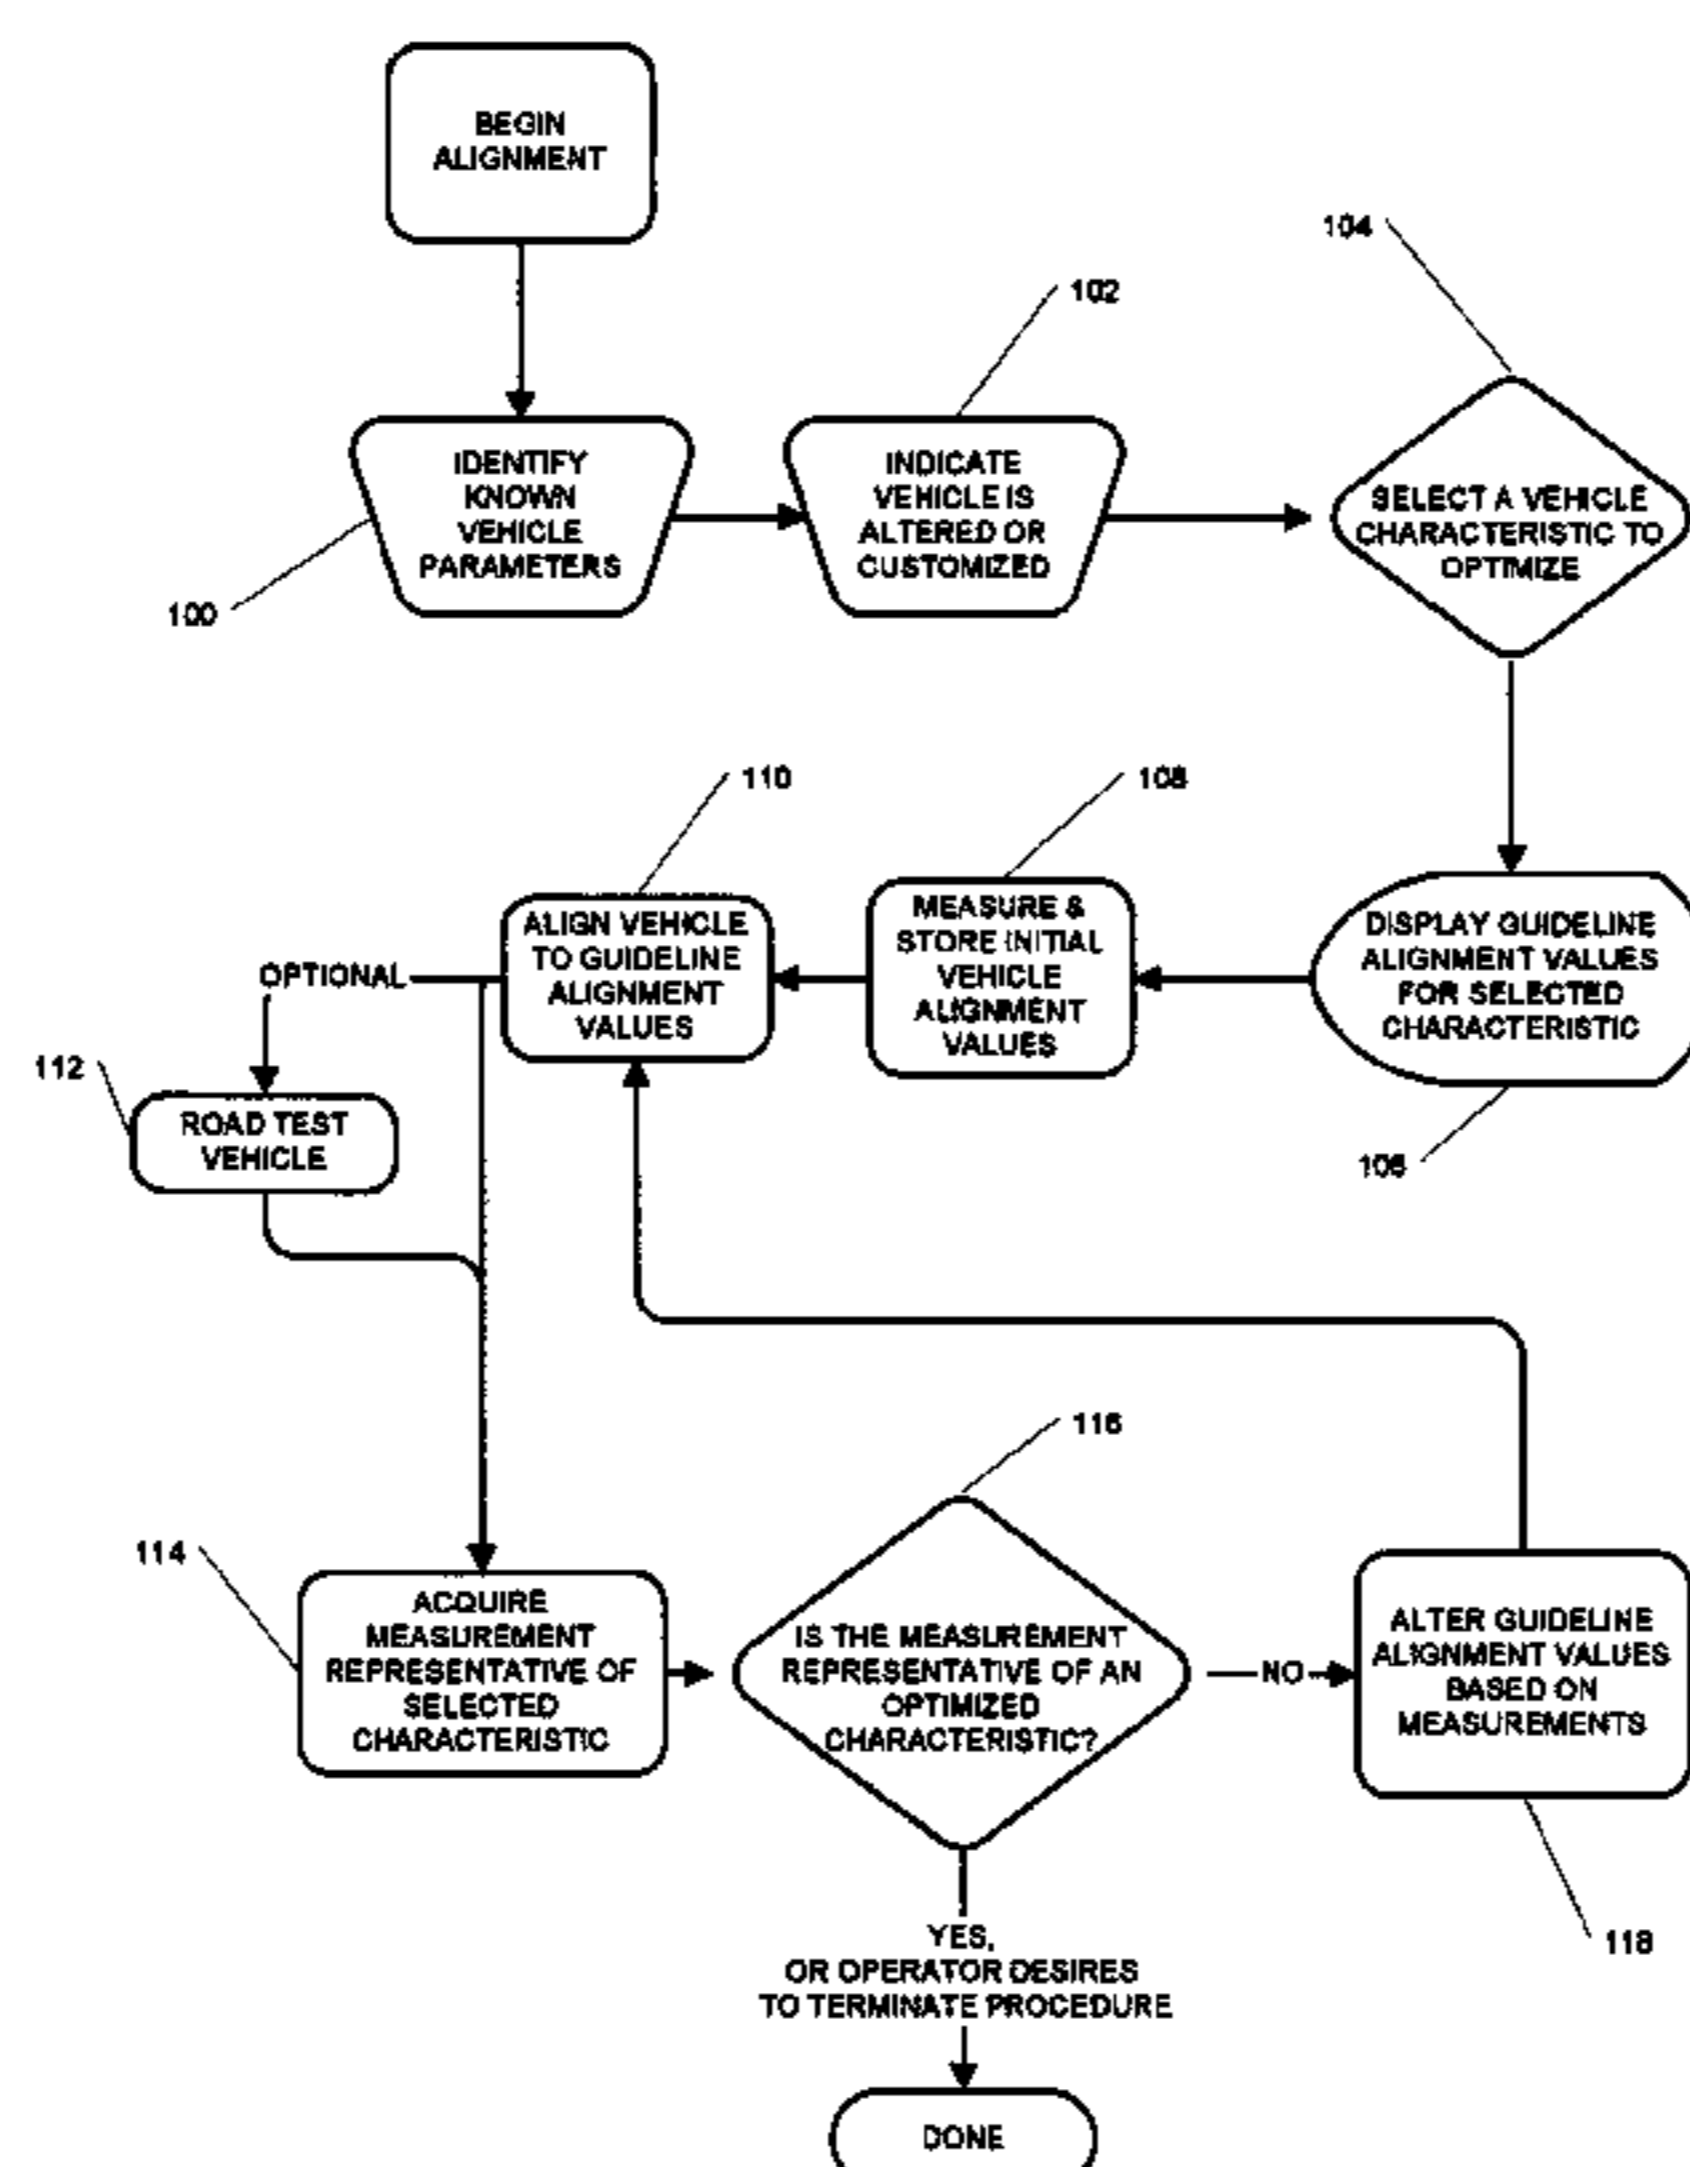 BEGIN
ALIGNMENT
104
102
IDENTIFY
KNOWN
VEHICLE
PARAMETERS
100
INDICATE
VEHICLE IS
ALTERED OR
CUSTOMIZED
SELECT A VEHICLE
CHARACTERISTIC TO
OPTIMIZE
110
108
DISPLAY GUIDELINE
ALIGNMENT VALUES
FOR SELECTED
CHARACTERISTIC
106
MEASURE &
STORE INITIAL
VEHICLE
ALIGNMENT
VALUES
ALIGN VEHICLE
TO GUIDELINE
ALIGNMENT
VALUES
OPTIONAL
112
ROAD TEST
VEHICLE
116
114
ACQUIRE
MEASUREMENT
REPRESENTATIVE OF
SELECTED
CHARACTERISTIC
IS THE MEASUREMENT
REPRESENTATIVE OF AN
OPTIMIZED
CHARACTERISTIC?
NO
ALTER GUIDELINE
ALIGNMENT VALUES
BASED ON
MEASUREMENTS
118
YES,
OR OPERATOR DESIRES
TO TERMINATE PROCEDURE
DONE